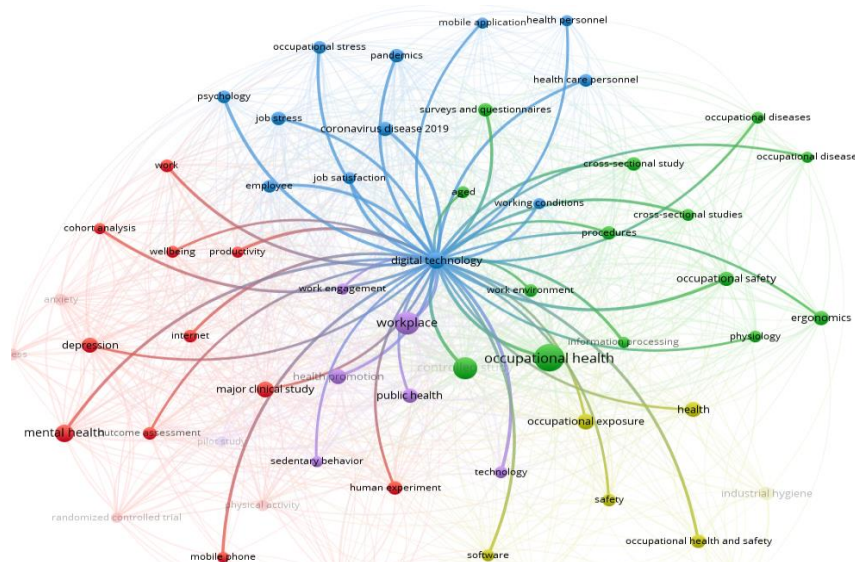 mobile application
health personnel
occupational stress
pandemics
health care personnel
psychology
surveys and questionnaires
job stress
coronavirus disease 2019
occupational diseases
occupational disease
work
cross-sectional study
job satisfaction
employee
aged
working conditions
cross-sectional studies
cohort analysis
procedures
wellbeing
productivity
digital technology
occupational safety
work engagement
work environment
anxiety
workplace
ergonomics
internet
physiology
depression
information processing
occupational health
health promotion
major clinical study
public health
health
occupational exposure
mental health
outcome assessment
pilot study
sedentary behavior
technology
human experiment
industrial hygiene
physical activity
safety
randomized controlled trial
occupational health and safety
mobile phone
software